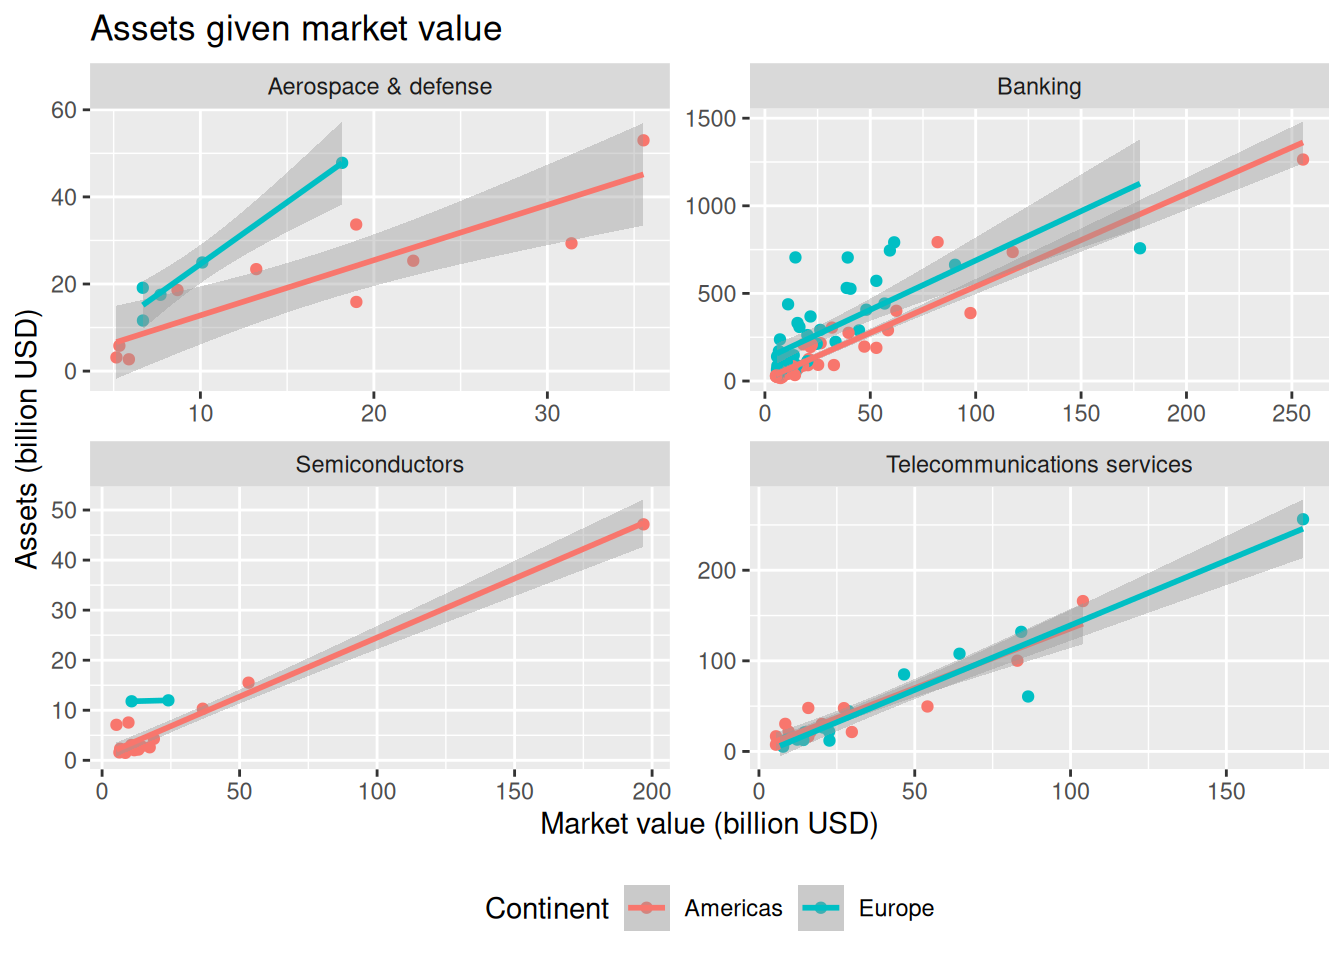 Assets given market value
Aerospace & defense
60
40
20
0
10 20 30
Banking
1500
1000
500
0
0 50 100 150 200 250
Semiconductors
50
40
30
20
10
0
0 50 100 150 200
Telecommunications services
200
100
0
0 50 100 150
Assets (billion USD)
Market value (billion USD)
Continent Americas Europe